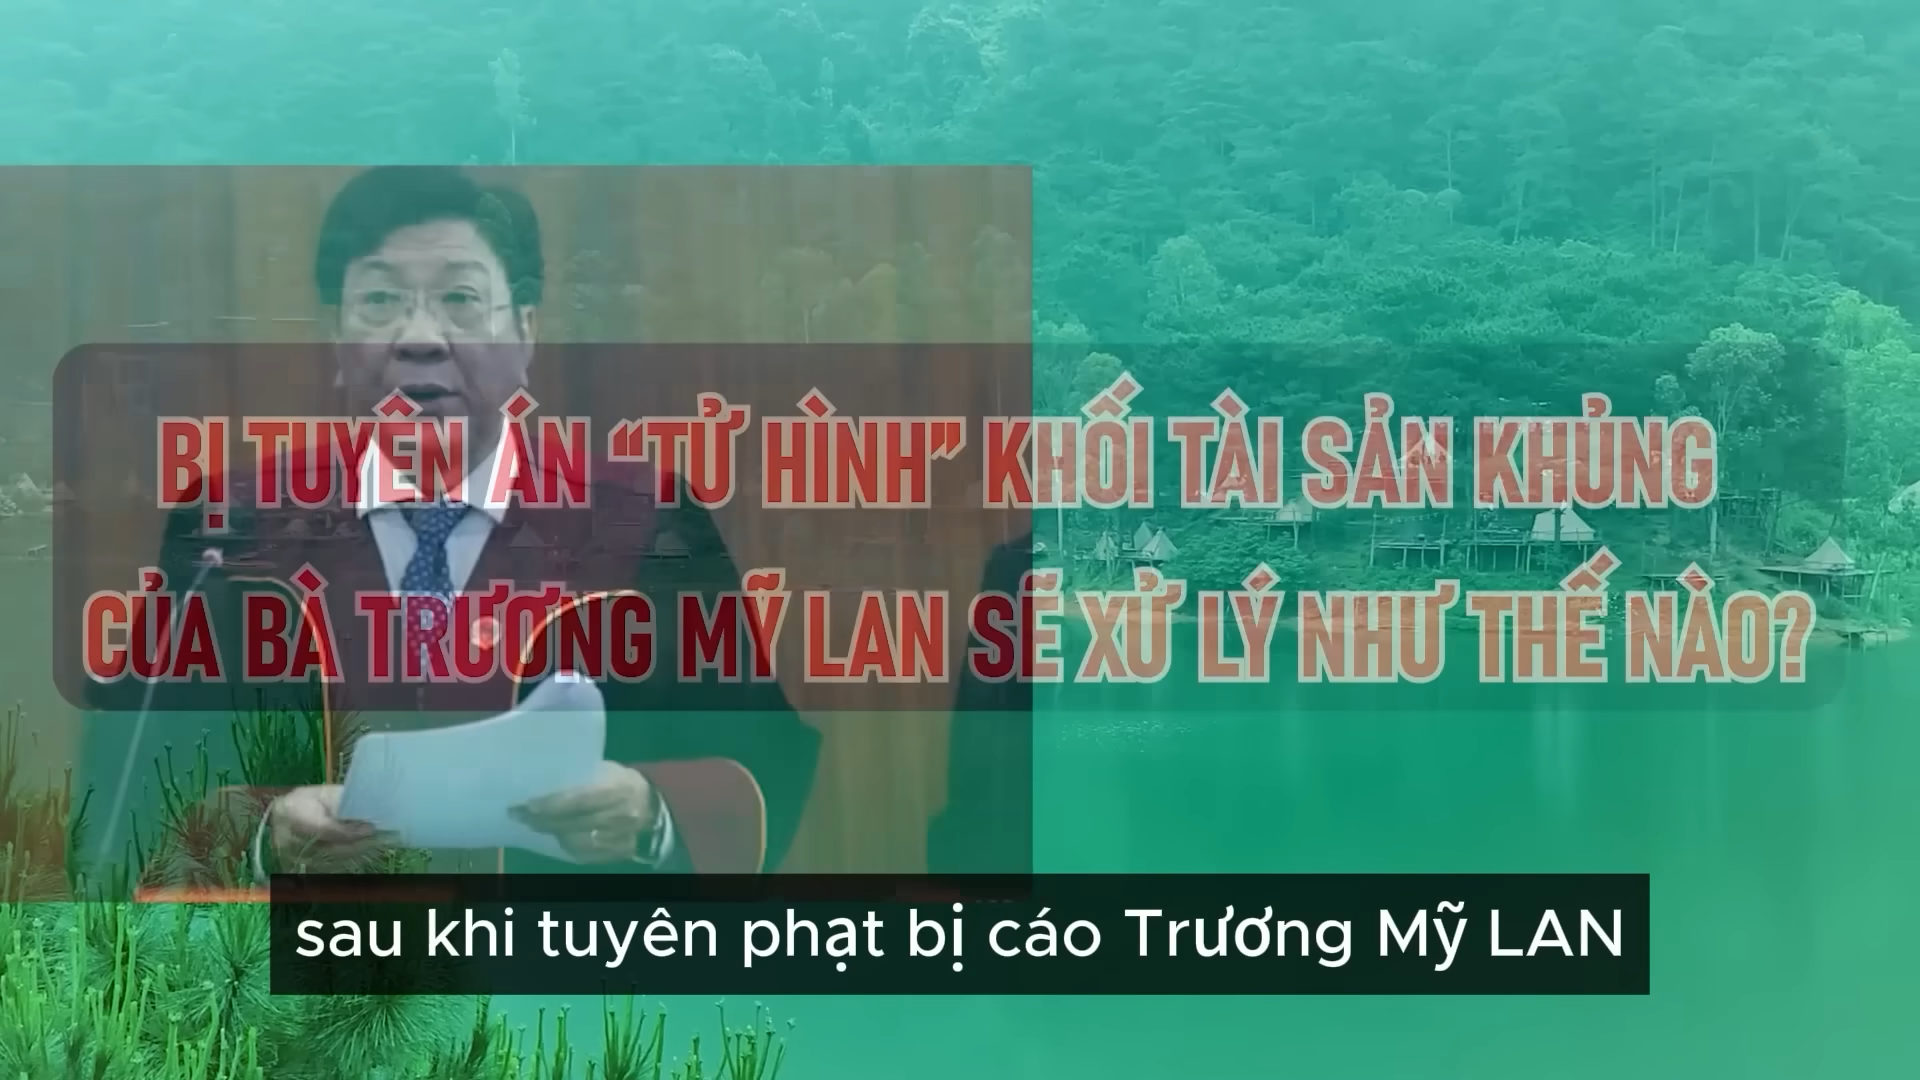 BỊ TUYÊN ÁN “TỬ HÌNH” KHỐI TÀI SẢN KHỦNG
CỦA BÀ TRƯƠNG MỸ LAN SẼ XỬ LÝ NHƯ THẾ NÀO?
sau khi tuyên phạt bị cáo Trương Mỹ LAN